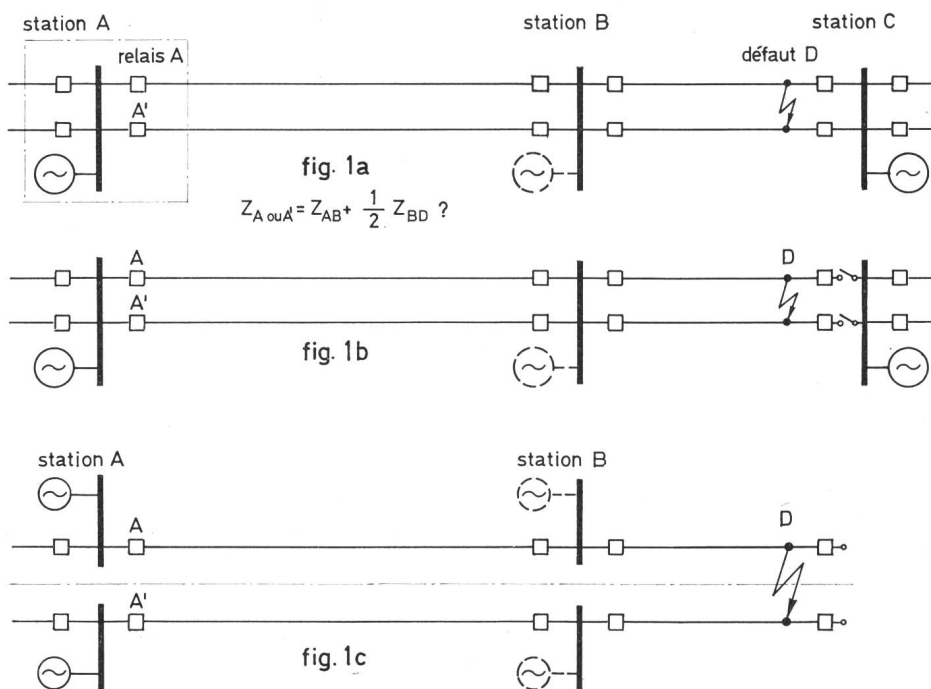 station A
station B
station C
relais A
défaut D
A'
fig. 1a
Z_A ou A' = Z_AB + 1/2 Z_BD ?
A
D
A'
fig. 1b
station A
station B
A
D
A'
fig. 1c